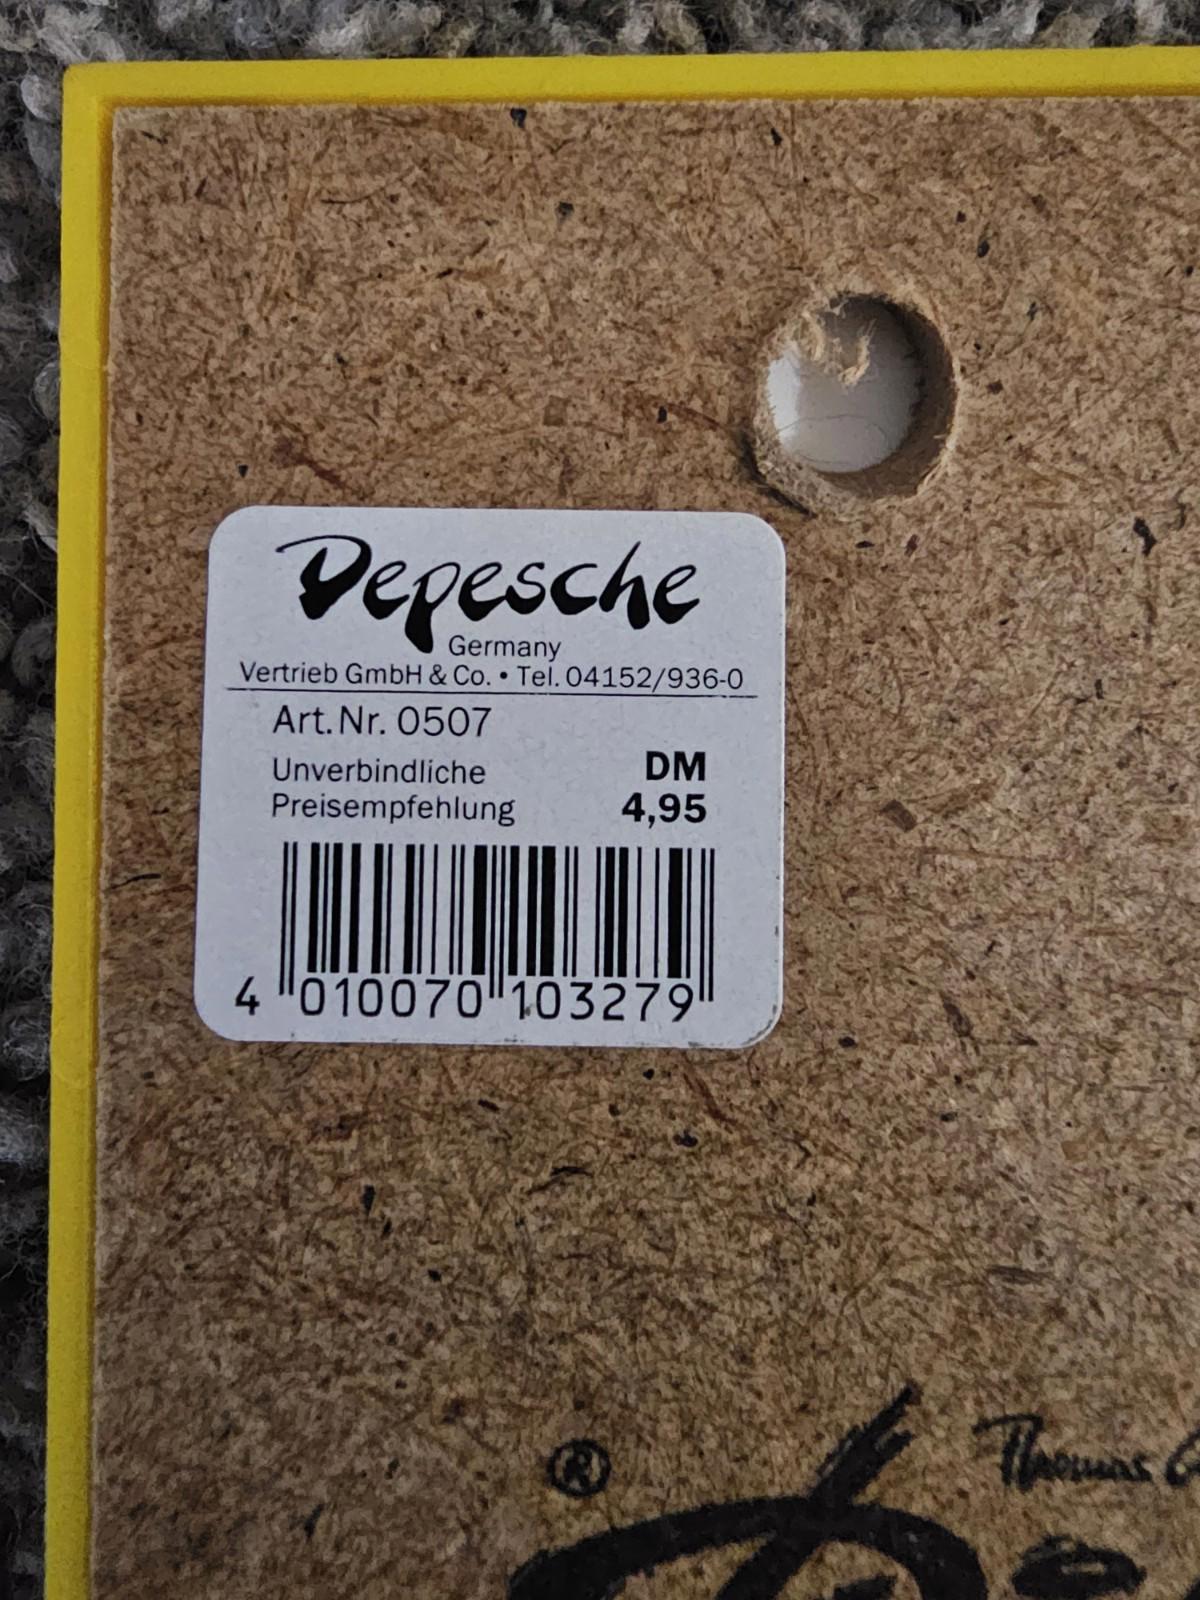 Depesche
Germany
Vertrieb GmbH & Co. • Tel. 04152/936-0
Art.Nr. 0507
Unverbindliche DM
Preisempfehlung 4,95
4 010070 103279
®
Thomas